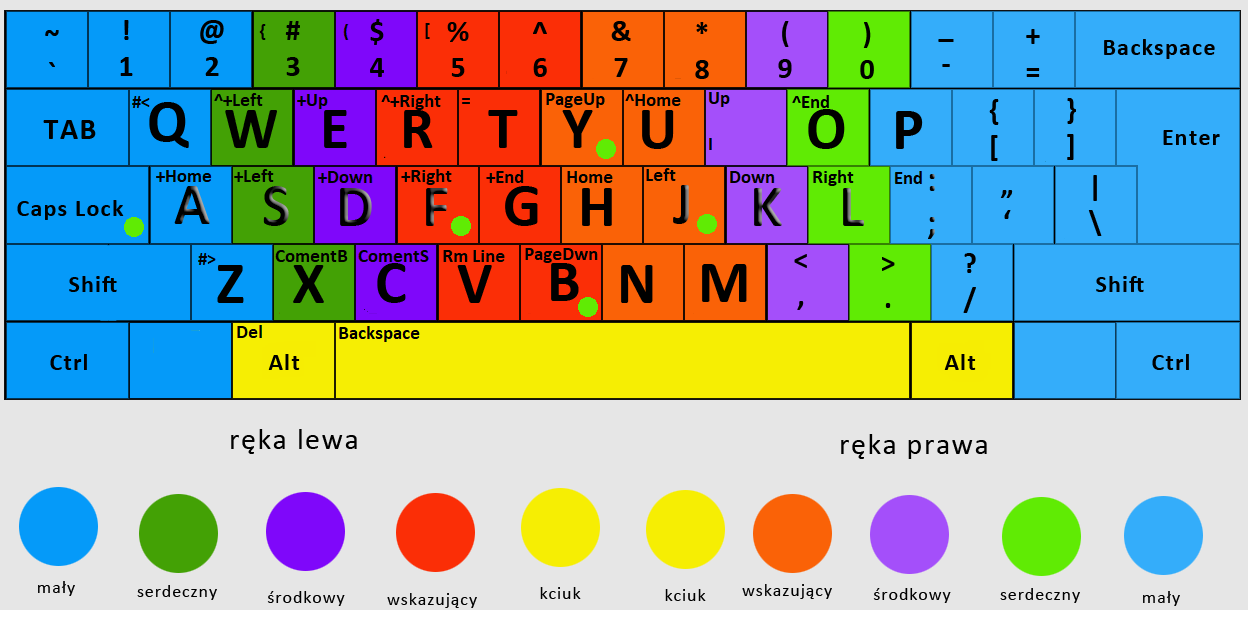 ~ ! @ { # ( $ [ % ^ & * ( ) _ +
` 1 2 3 4 5 6 7 8 9 0 - = Backspace
#< ^+Left +Up ^+Right = PageUp ^Home Up ^End { }
TAB Q W E R T Y U I O P [ ] Enter
+Home +Left +Down +Right +End Home Left Down Right End : ” |
Caps Lock A S D F G H J K L ; ‘ \
#> ComentB ComentS Rm Line PageDwn < > ?
Shift Z X C V B N M , . / Shift
Del Backspace
Ctrl Alt Alt Ctrl
ręka lewa ręka prawa
mały serdeczny środkowy wskazujący kciuk kciuk wskazujący środkowy serdeczny mały